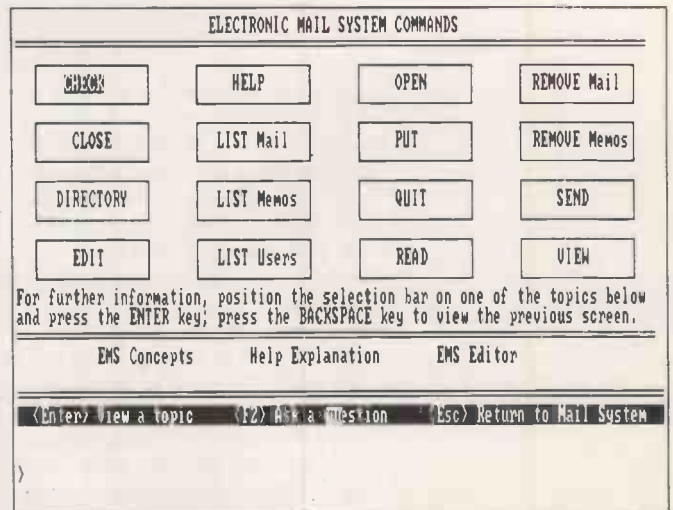 ELECTRONIC MAIL SYSTEM COMMANDS
CHECK HELP OPEN REMOVE Mail
CLOSE LIST Mail PUT REMOVE Memos
DIRECTORY LIST Memos QUIT SEND
EDIT LIST Users READ VIEW
For further information, position the selection bar on one of the topics below
and press the ENTER key; press the BACKSPACE key to view the previous screen.
EMS Concepts Help Explanation EMS Editor
<Enter> View a topic <F2> Ask a question <Esc> Return to Mail System
>